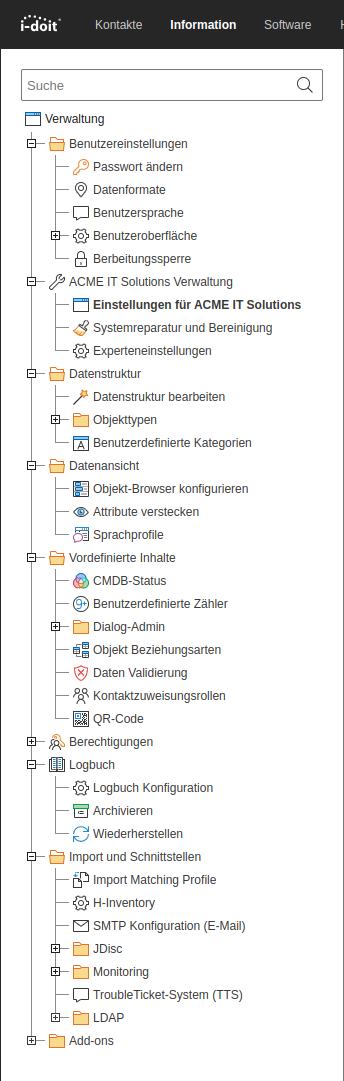 i-doit Kontakte Information Software
Suche
Verwaltung
Benutzereinstellungen
Passwort ändern
Datenformate
Benutzersprache
Benutzeroberfläche
Berbeitungssperre
ACME IT Solutions Verwaltung
Einstellungen für ACME IT Solutions
Systemreparatur und Bereinigung
Experteneinstellungen
Datenstruktur
Datenstruktur bearbeiten
Objekttypen
Benutzerdefinierte Kategorien
Datenansicht
Objekt-Browser konfigurieren
Attribute verstecken
Sprachprofile
Vordefinierte Inhalte
CMDB-Status
Benutzerdefinierte Zähler
Dialog-Admin
Objekt Beziehungsarten
Daten Validierung
Kontaktzuweisungsrollen
QR-Code
Berechtigungen
Logbuch
Logbuch Konfiguration
Archivieren
Wiederherstellen
Import und Schnittstellen
Import Matching Profile
H-Inventory
SMTP Konfiguration (E-Mail)
JDisc
Monitoring
TroubleTicket-System (TTS)
LDAP
Add-ons